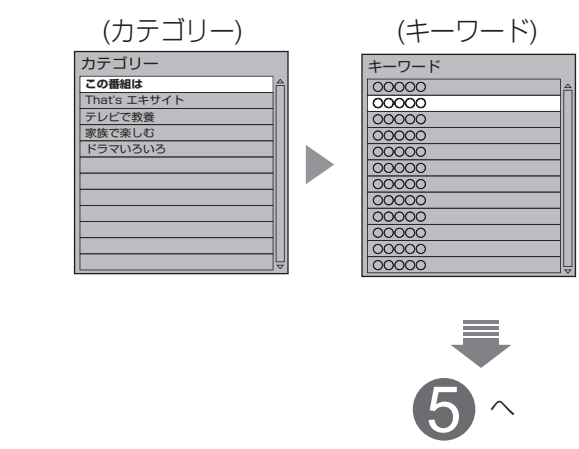 (カテゴリー)
カテゴリー
この番組は
That's エキサイト
テレビで教養
家族で楽しむ
ドラマいろいろ
(キーワード)
キーワード
○○○○○
○○○○○
○○○○○
○○○○○
○○○○○
○○○○○
○○○○○
○○○○○
○○○○○
○○○○○
○○○○○
○○○○○
5 へ